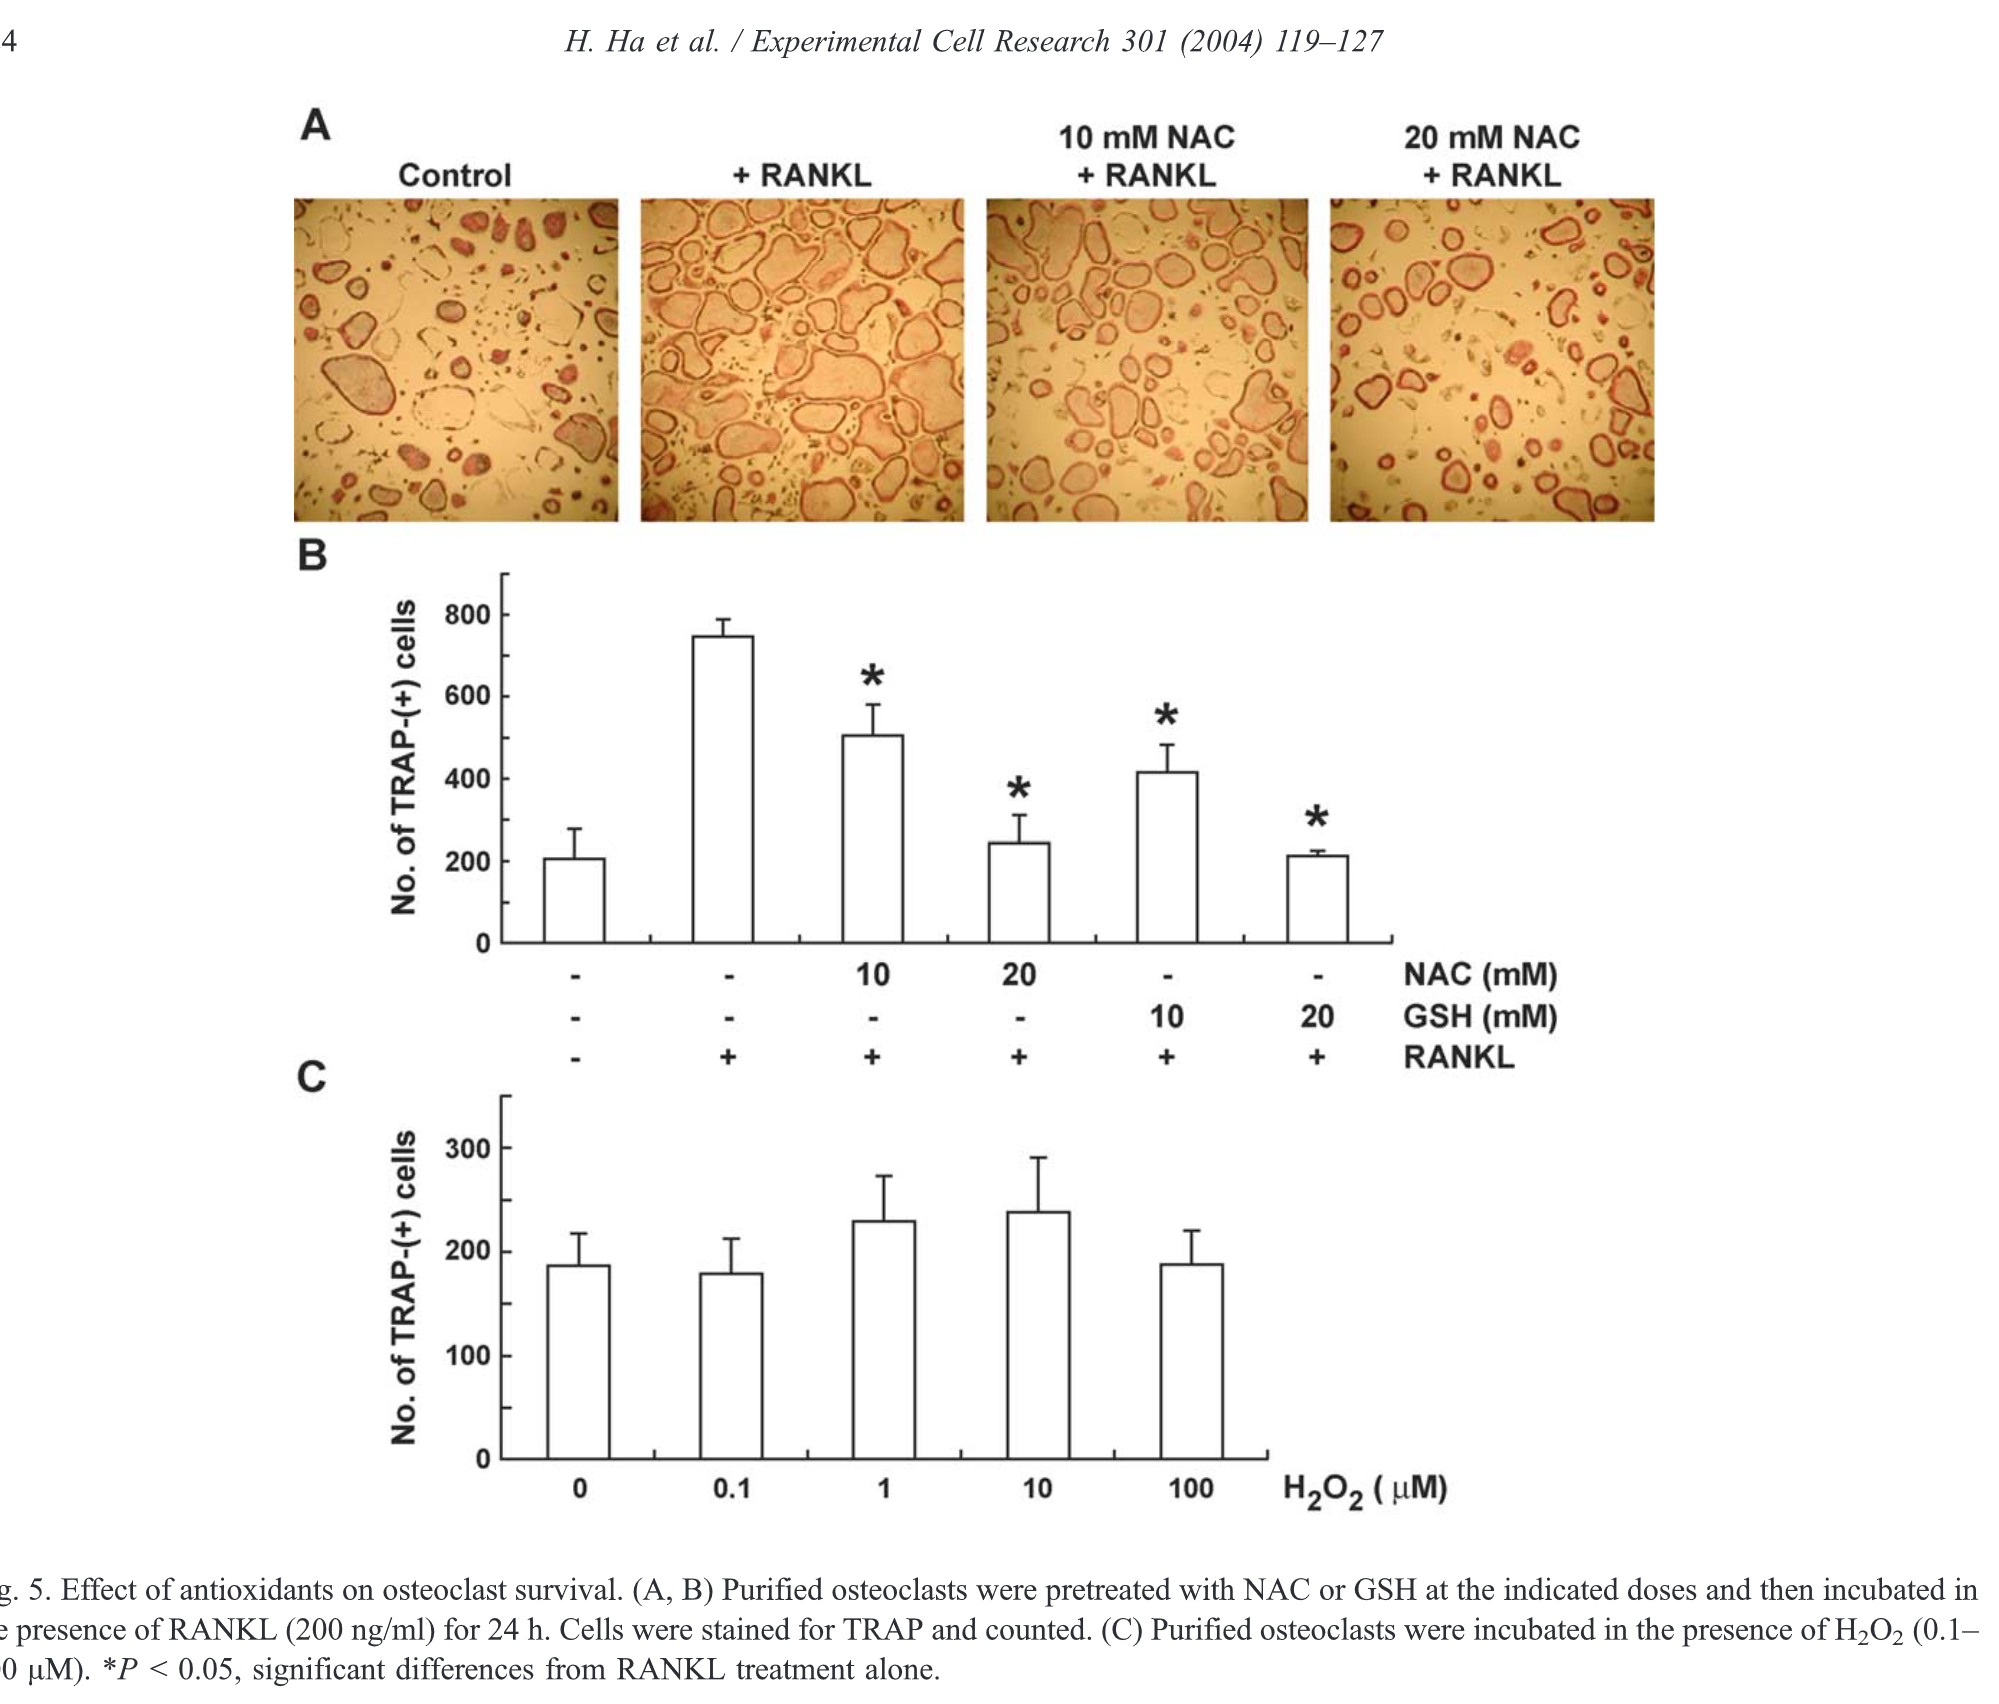 4
H. Ha et al. / Experimental Cell Research 301 (2004) 119–127
A
Control
+ RANKL
10 mM NAC
+ RANKL
20 mM NAC
+ RANKL
B
No. of TRAP-(+) cells
800
600
400
200
0
- - 10 20 - - NAC (mM)
- - - - 10 20 GSH (mM)
- + + + + + RANKL
* * * *
C
No. of TRAP-(+) cells
300
200
100
0
0 0.1 1 10 100 H₂O₂ ( μM)
g. 5. Effect of antioxidants on osteoclast survival. (A, B) Purified osteoclasts were pretreated with NAC or GSH at the indicated doses and then incubated in
e presence of RANKL (200 ng/ml) for 24 h. Cells were stained for TRAP and counted. (C) Purified osteoclasts were incubated in the presence of H₂O₂ (0.1–
0 μM). *P < 0.05, significant differences from RANKL treatment alone.